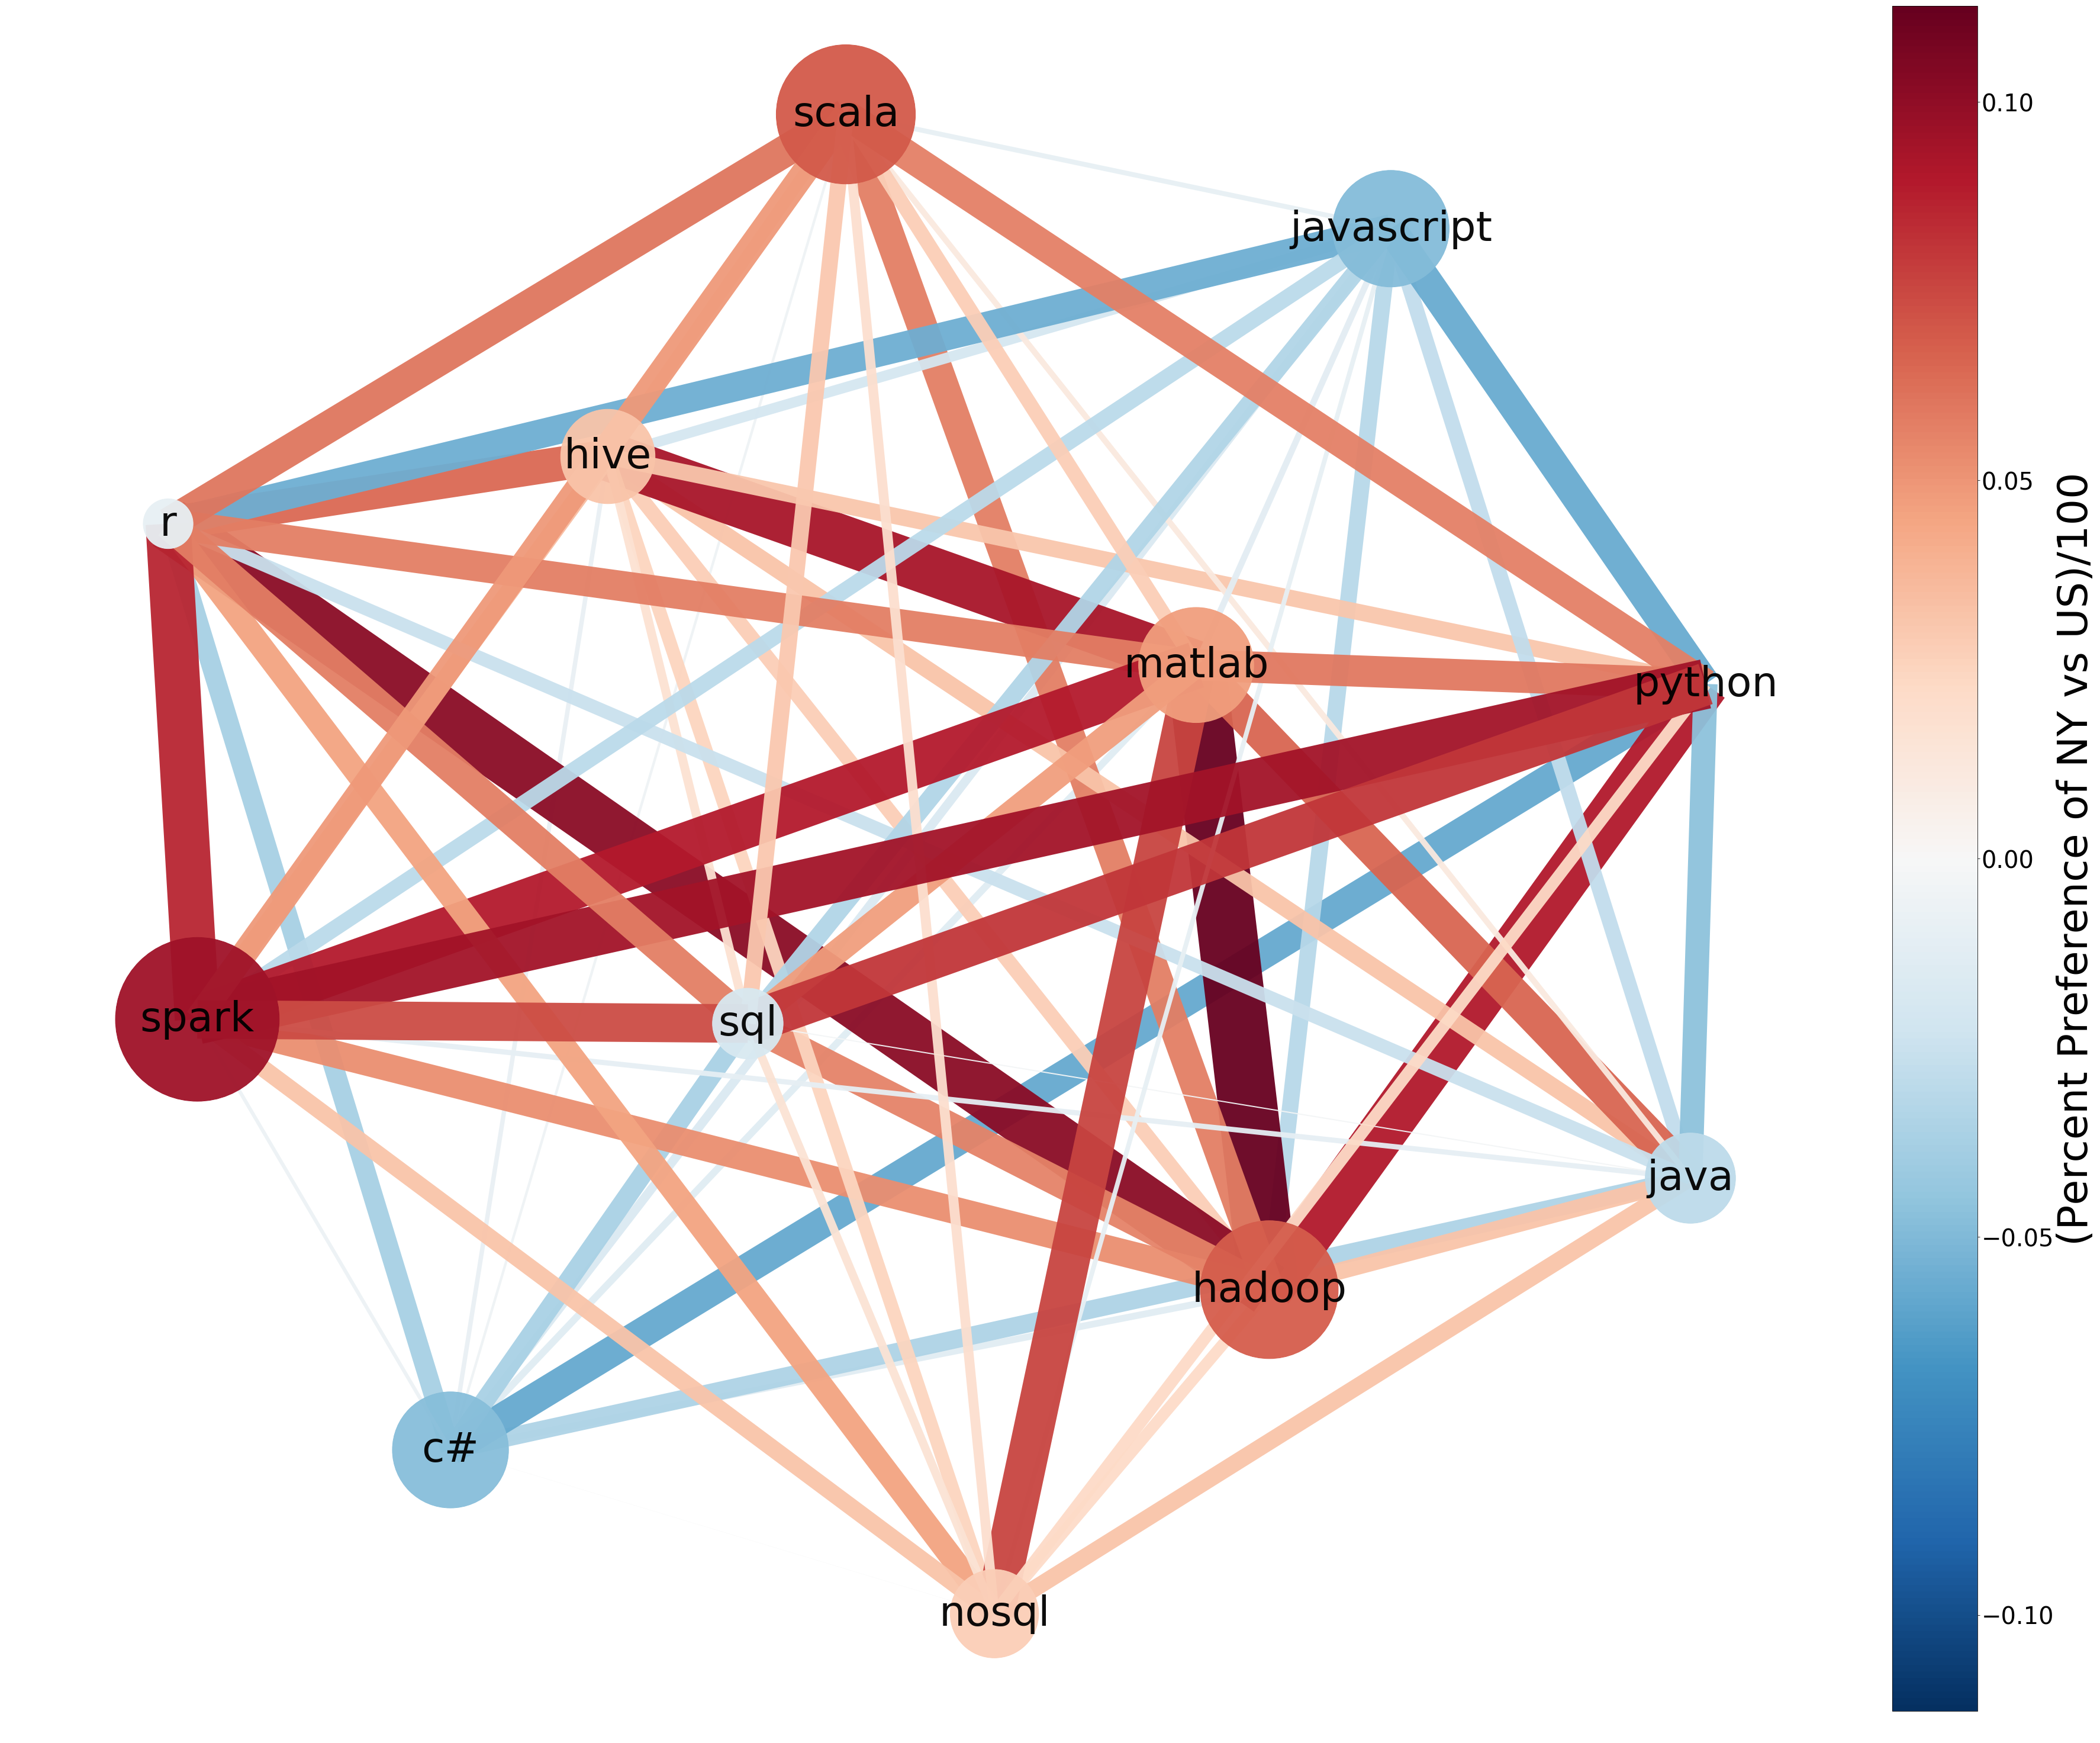 scala
javascript
hive
r
matlab
python
spark
sql
java
hadoop
c#
nosql
0.10
0.05
0.00
−0.05
−0.10
(Percent Preference of NY vs US)/100